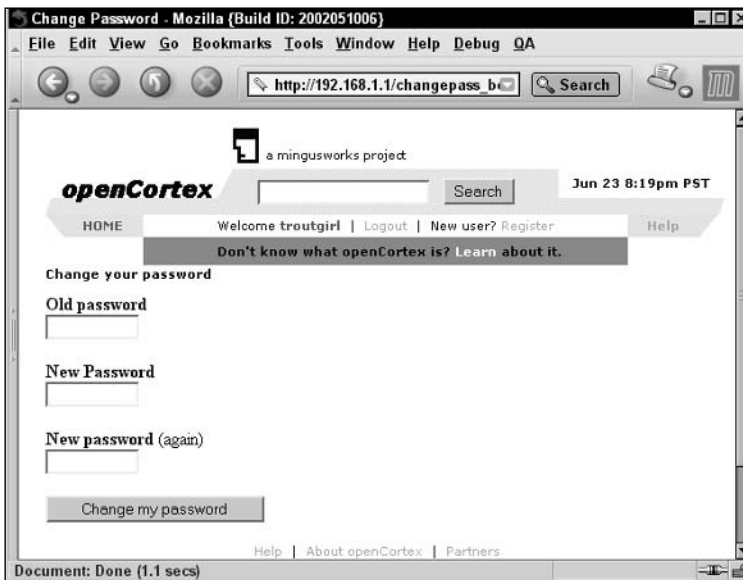 Change Password - Mozilla {Build ID: 2002051006}
File Edit View Go Bookmarks Tools Window Help Debug QA
http://192.168.1.1/changepass_b Search
a mingusworks project
openCortex Search Jun 23 8:19pm PST
HOME Welcome troutgirl | Logout | New user? Register Help
Don't know what openCortex is? Learn about it.
Change your password
Old password
New Password
New password (again)
Change my password
Help | About openCortex | Partners
Document: Done (1.1 secs)